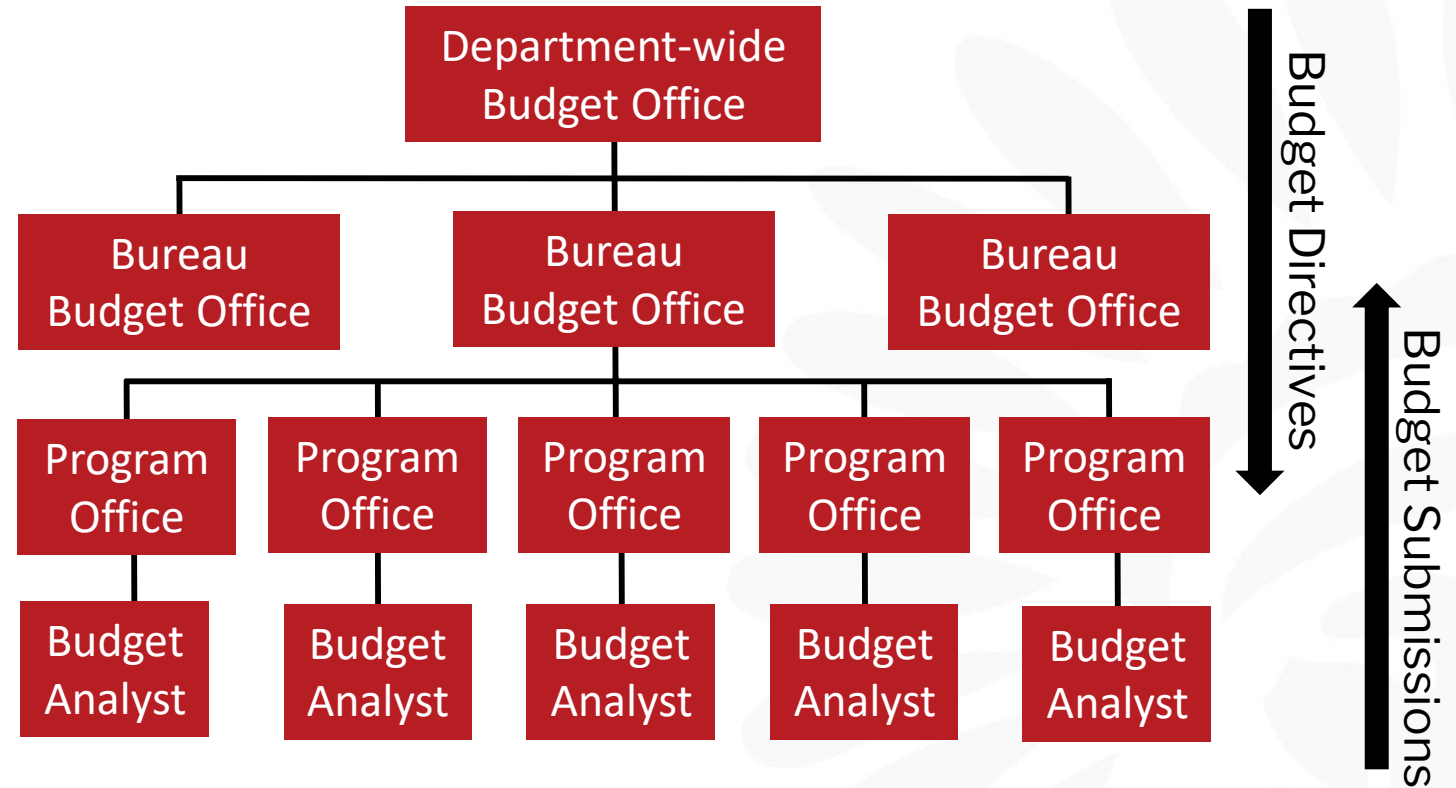 Department-wide
Budget Office
Bureau
Budget Office
Bureau
Budget Office
Bureau
Budget Office
Program
Office
Program
Office
Program
Office
Program
Office
Program
Office
Budget
Analyst
Budget
Analyst
Budget
Analyst
Budget
Analyst
Budget
Analyst
Budget Directives
Budget Submissions